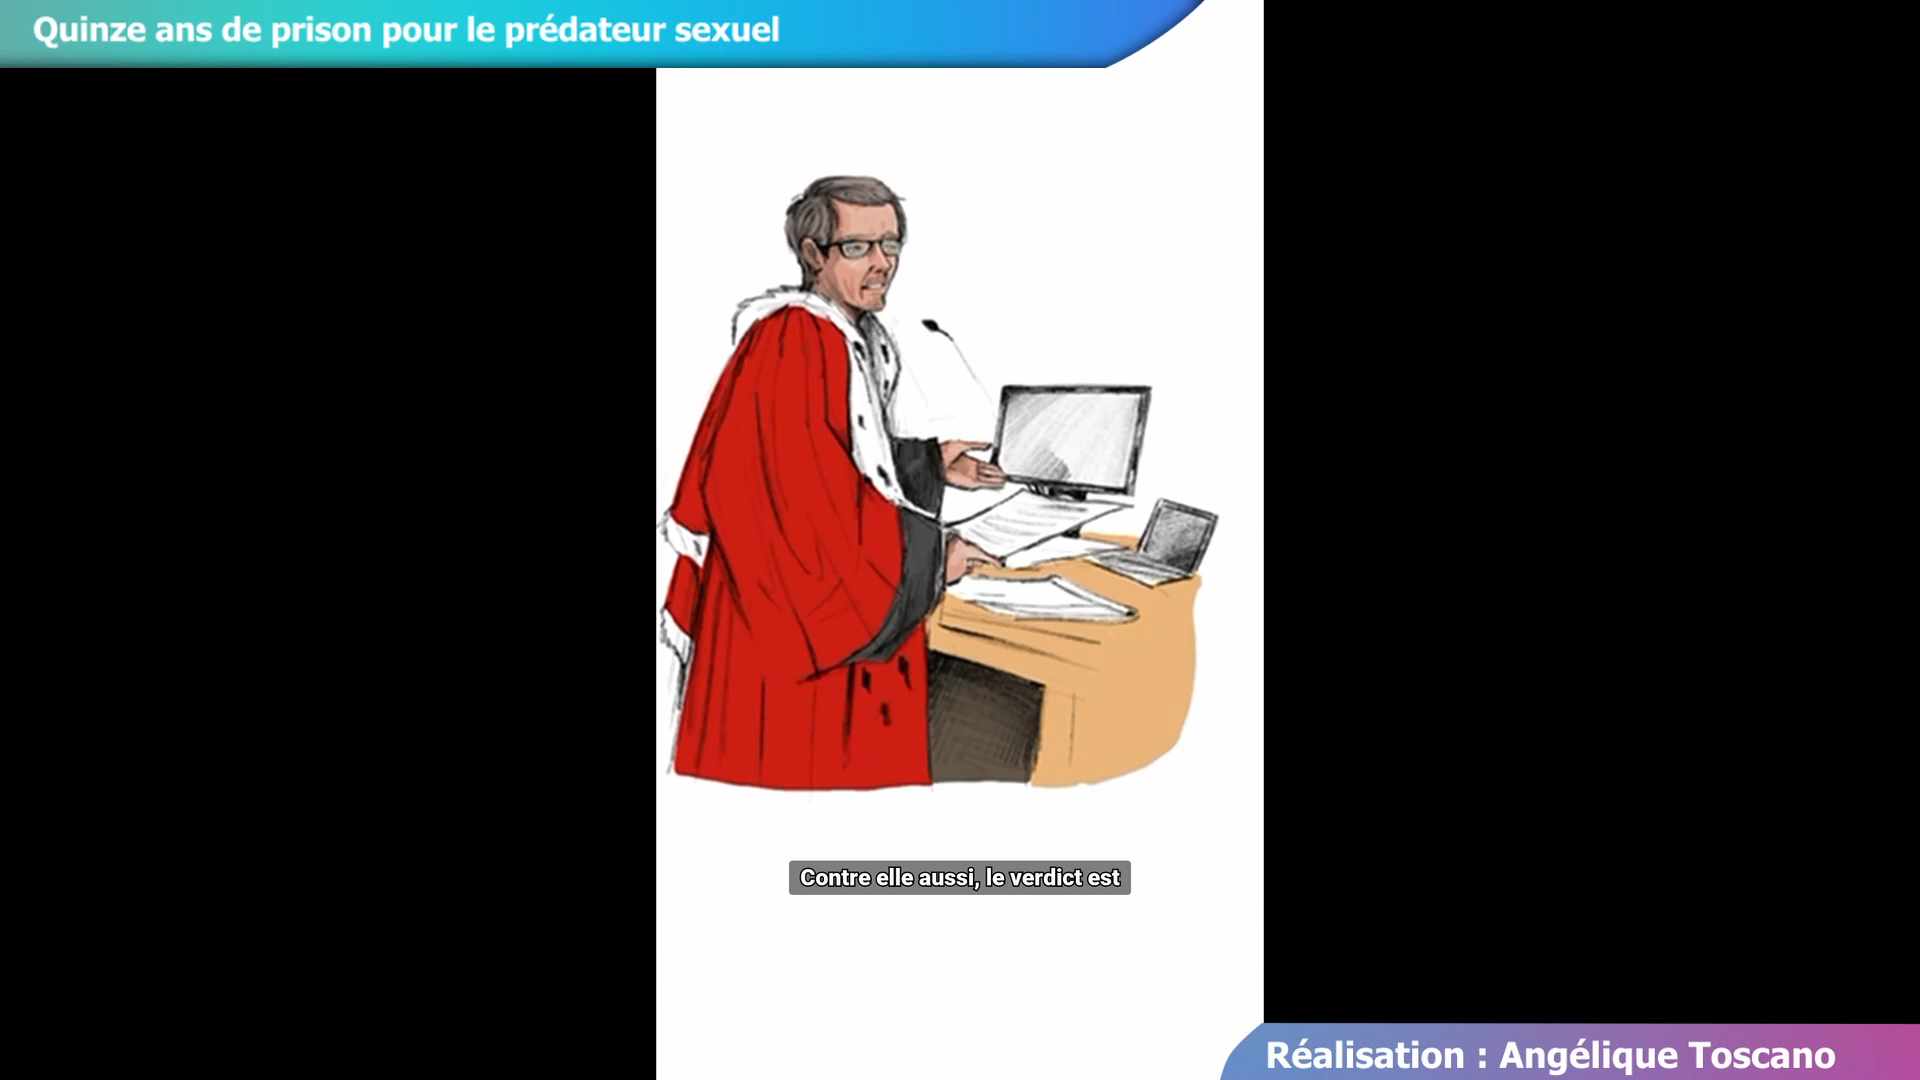 Quinze ans de prison pour le prédateur sexuel
Contre elle aussi, le verdict est
Réalisation : Angélique Toscano